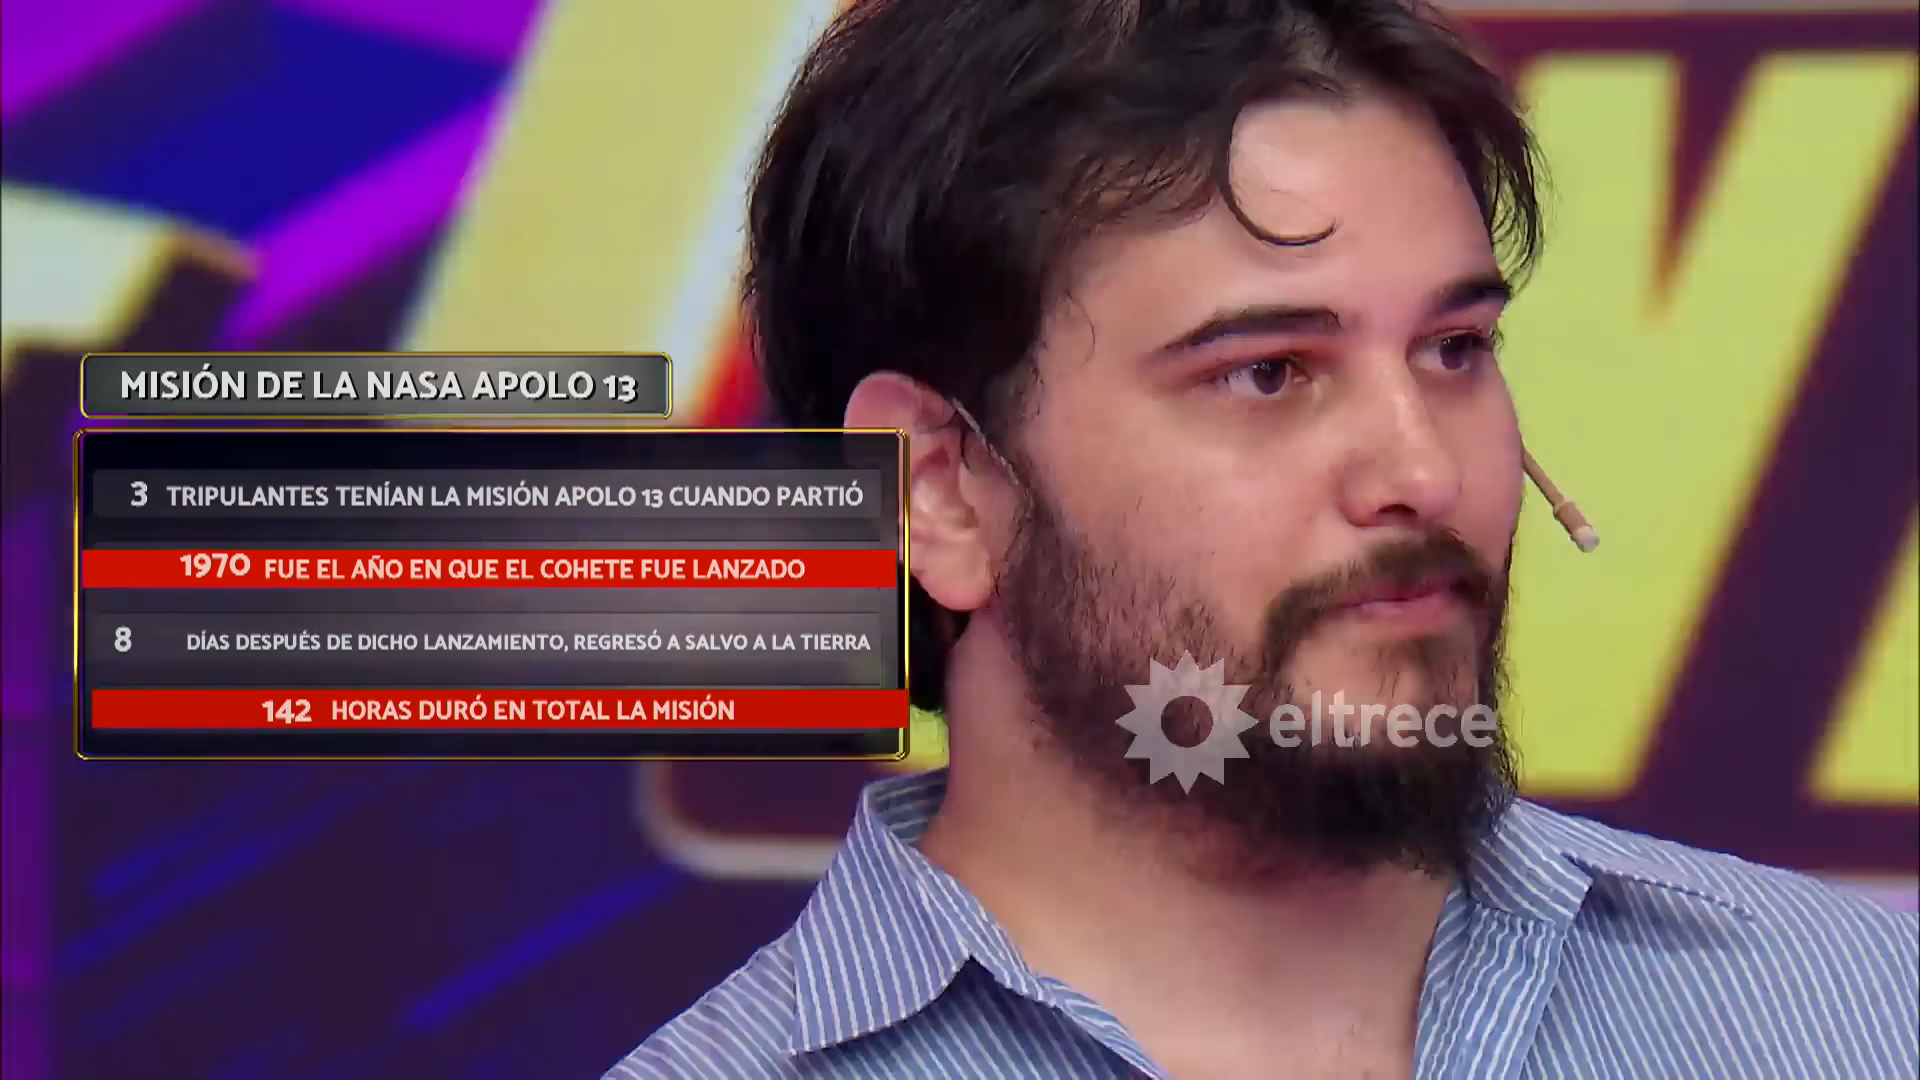 MISIÓN DE LA NASA APOLO 13
3 TRIPULANTES TENÍAN LA MISIÓN APOLO 13 CUANDO PARTIÓ
1970 FUE EL AÑO EN QUE EL COHETE FUE LANZADO
8 DÍAS DESPUÉS DE DICHO LANZAMIENTO, REGRESÓ A SALVO A LA TIERRA
142 HORAS DURÓ EN TOTAL LA MISIÓN
eltrece